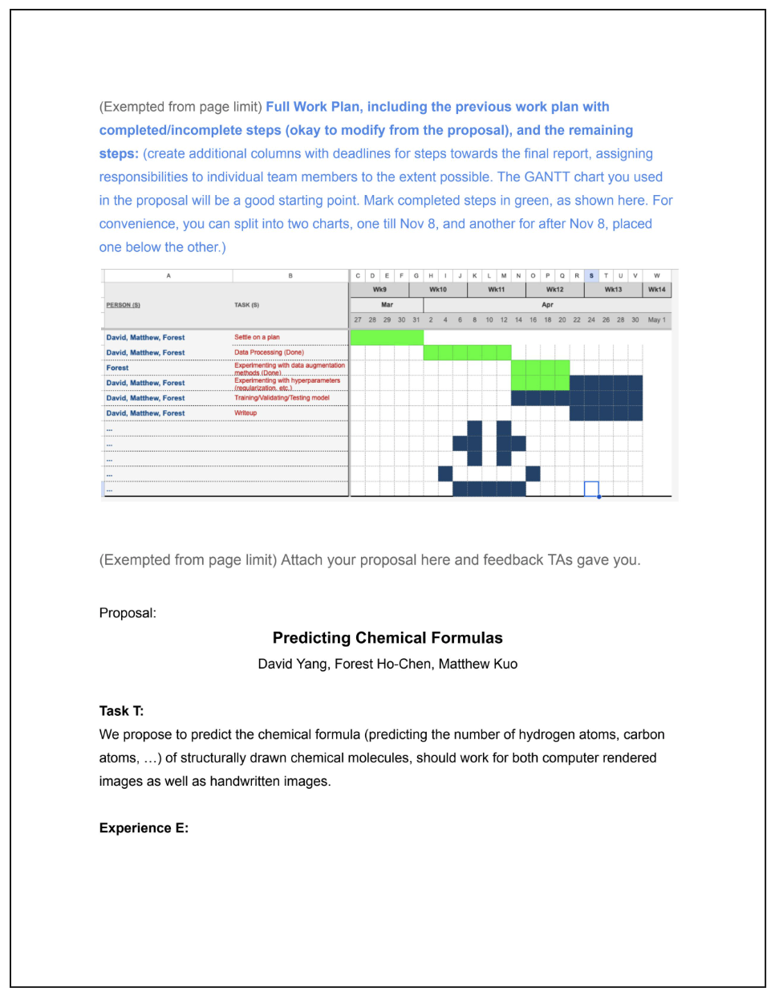 (Exempted from page limit) Full Work Plan, including the previous work plan with
completed/incomplete steps (okay to modify from the proposal), and the remaining
steps: (create additional columns with deadlines for steps towards the final report, assigning
responsibilities to individual team members to the extent possible. The GANTT chart you used
in the proposal will be a good starting point. Mark completed steps in green, as shown here. For
convenience, you can split into two charts, one till Nov 8, and another for after Nov 8, placed
one below the other.)
A B C D E F G H I J K L M N O P Q R S T U V W
Wk9 Wk10 Wk11 Wk12 Wk13 Wk14
PERSON (S) TASK (S) Mar Apr
27 28 29 30 31 2 4 6 8 10 12 14 16 18 20 22 24 26 28 30 May 1
David, Matthew, Forest Settle on a plan
David, Matthew, Forest Data Processing (Done)
Forest Experimenting with data augmentation
methods (Done)
David, Matthew, Forest Experimenting with hyperparameters
(regularization, etc.)
David, Matthew, Forest Training/Validating/Testing model
David, Matthew, Forest Writeup
...
...
...
...
...
(Exempted from page limit) Attach your proposal here and feedback TAs gave you.
Proposal:
Predicting Chemical Formulas
David Yang, Forest Ho-Chen, Matthew Kuo
Task T:
We propose to predict the chemical formula (predicting the number of hydrogen atoms, carbon
atoms, …) of structurally drawn chemical molecules, should work for both computer rendered
images as well as handwritten images.
Experience E: